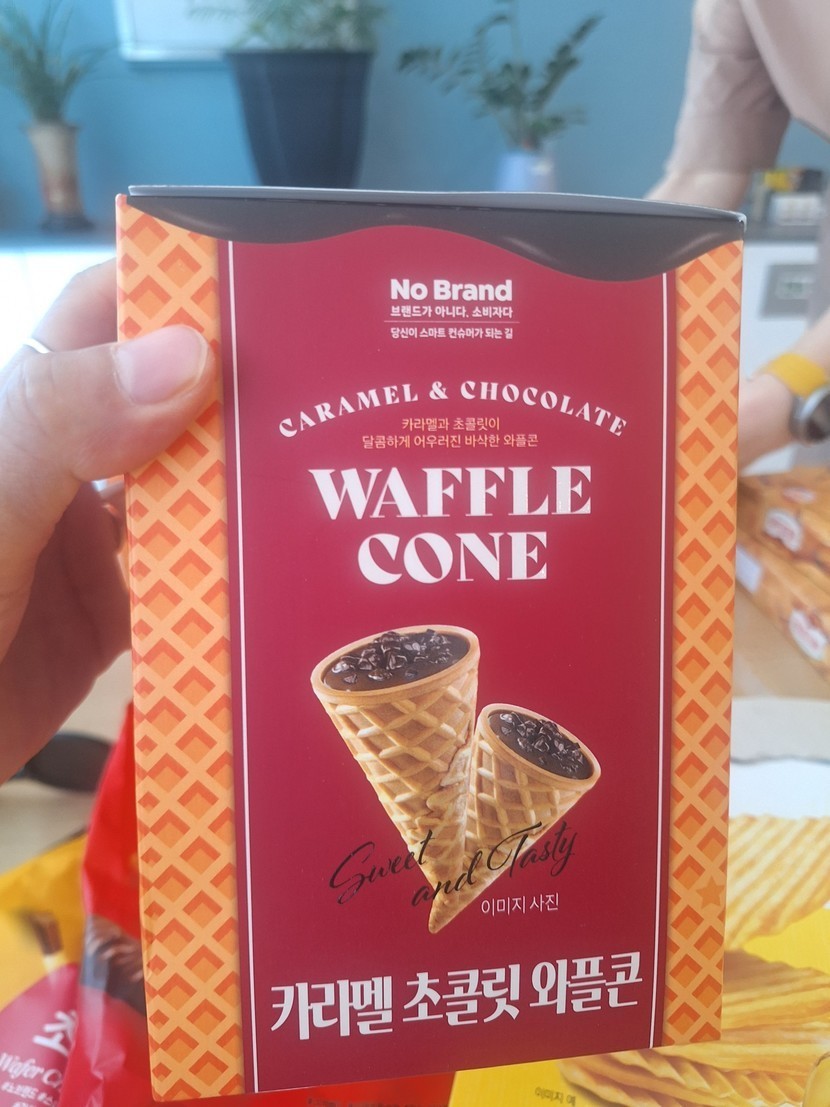 No Brand
브랜드가 아니다, 소비자다
당신이 스마트 컨슈머가 되는 길
CARAMEL & CHOCOLATE
카라멜과 초콜릿이
달콤하게 어우러진 바삭한 와플콘
WAFFLE
CONE
Sweet
and Tasty
이미지 사진
카라멜 초콜릿 와플콘
초
Wafer